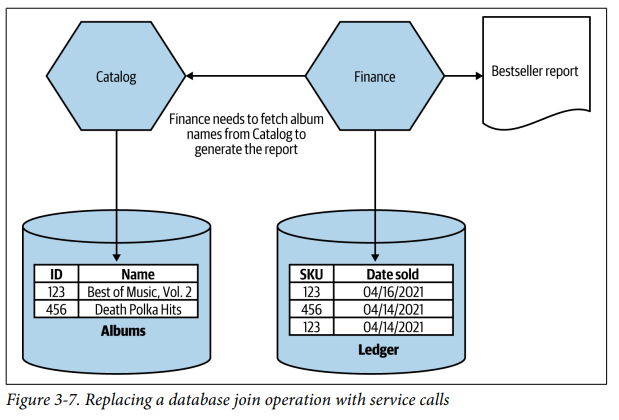 Catalog
Finance
Bestseller report
Finance needs to fetch album
names from Catalog to
generate the report
ID Name
123 Best of Music, Vol. 2
456 Death Polka Hits
Albums
SKU Date sold
123 04/16/2021
456 04/14/2021
123 04/14/2021
Ledger
Figure 3-7. Replacing a database join operation with service calls